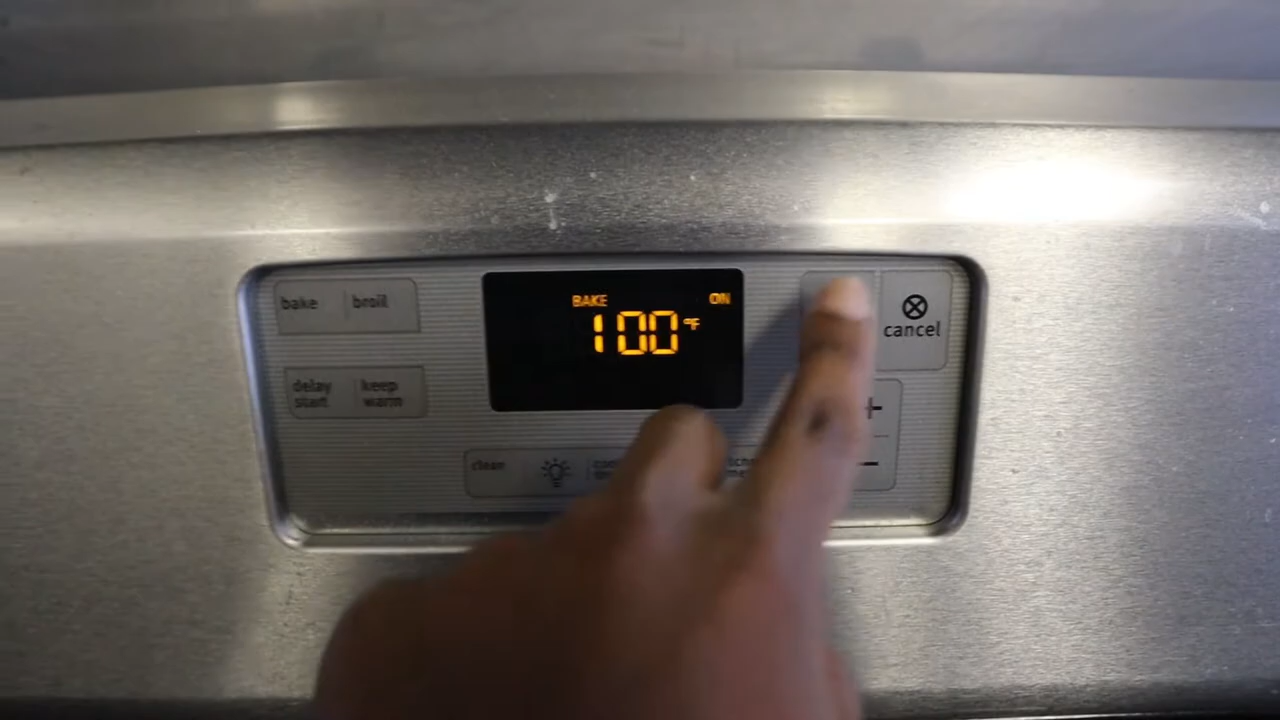 bake broil
BAKE ON
100°F
cancel
delay start
keep warm
+
clean
-